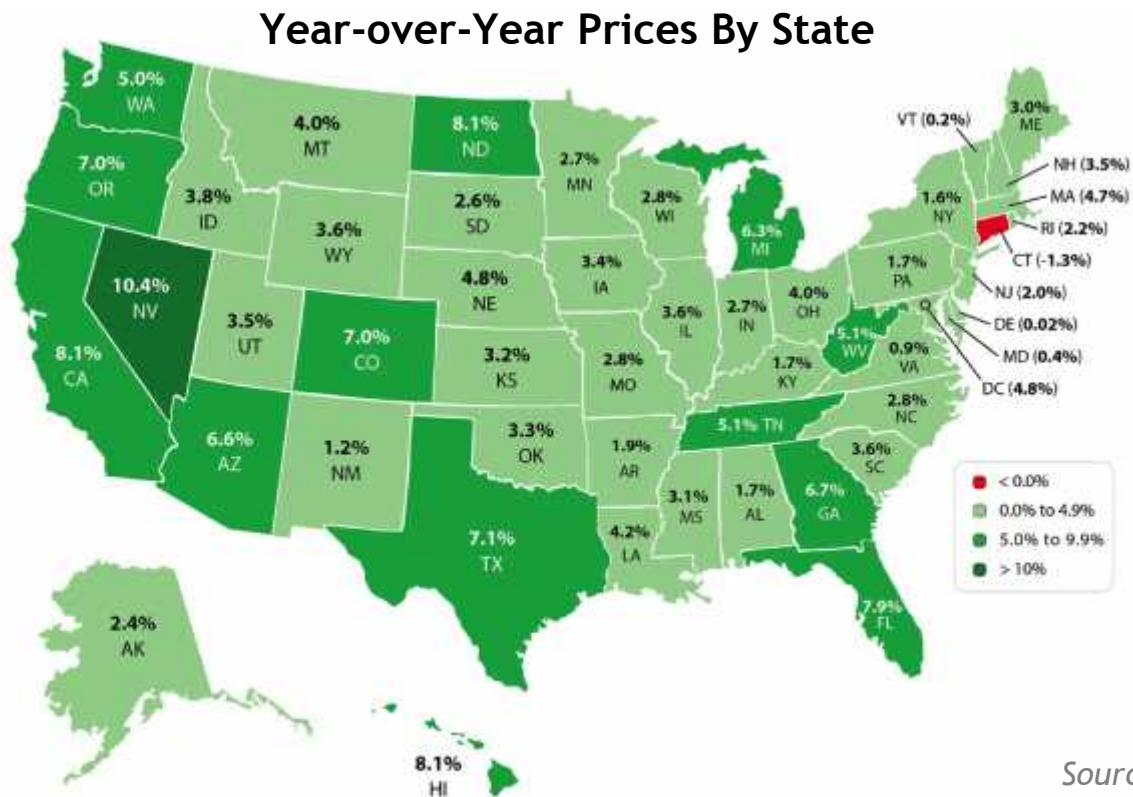 Year-over-Year Prices By State
5.0%
WA
7.0%
OR
8.1%
CA
10.4%
NV
3.8%
ID
4.0%
MT
3.6%
WY
3.5%
UT
7.0%
CO
6.6%
AZ
1.2%
NM
8.1%
ND
2.6%
SD
4.8%
NE
3.2%
KS
3.3%
OK
7.1%
TX
2.7%
MN
3.4%
IA
2.8%
MO
1.9%
AR
4.2%
LA
2.8%
WI
3.6%
IL
6.3%
MI
2.7%
IN
4.0%
OH
1.7%
KY
5.1% TN
3.1%
MS
1.7%
AL
6.7%
GA
7.9%
FL
3.6%
SC
2.8%
NC
0.9%
VA
5.1%
WV
1.7%
PA
1.6%
NY
3.0%
ME
VT (0.2%)
NH (3.5%)
MA (4.7%)
RI (2.2%)
CT (-1.3%)
NJ (2.0%)
DE (0.02%)
MD (0.4%)
DC (4.8%)
2.4%
AK
8.1%
HI
< 0.0%
0.0% to 4.9%
5.0% to 9.9%
> 10%